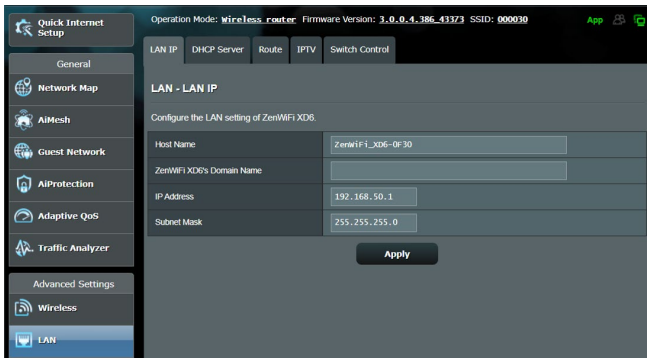 Quick Internet
Setup
General
Network Map
AiMesh
Guest Network
AiProtection
Adaptive QoS
Traffic Analyzer
Advanced Settings
Wireless
LAN
Operation Mode: Wireless router Firmware Version: 3.0.0.4.386_43373 SSID: 000030 App
LAN IP DHCP Server Route IPTV Switch Control
LAN - LAN IP
Configure the LAN setting of ZenWiFi XD6.
Host Name ZenWiFi_XD6-0F30
ZenWiFi XD6's Domain Name
IP Address 192.168.50.1
Subnet Mask 255.255.255.0
Apply